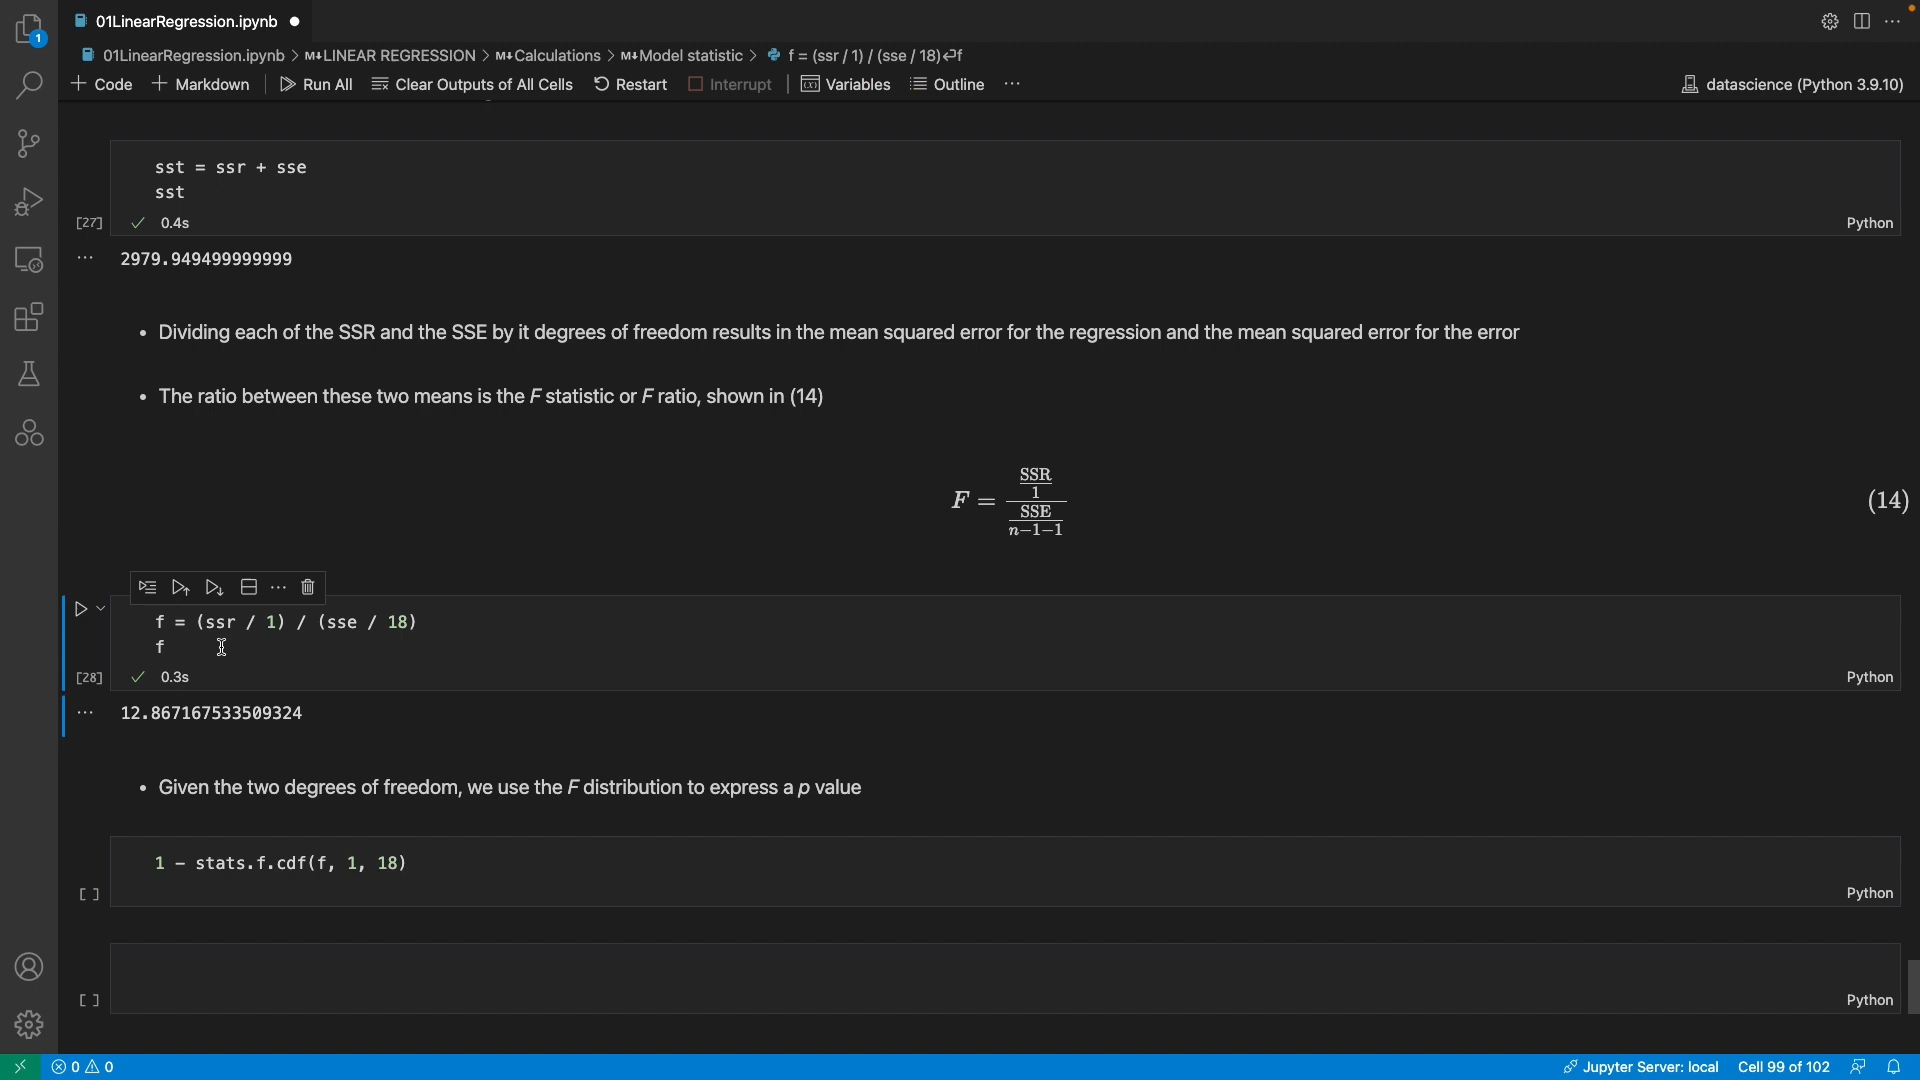 01LinearRegression.ipynb ●
1
01LinearRegression.ipynb > M↓LINEAR REGRESSION > M↓Calculations > M↓Model statistic > f = (ssr / 1) / (sse / 18)↵f
+ Code + Markdown Run All Clear Outputs of All Cells Restart Interrupt Variables Outline ··· datascience (Python 3.9.10)
sst = ssr + sse
sst
[27] ✓ 0.4s Python
··· 2979.949499999999
• Dividing each of the SSR and the SSE by it degrees of freedom results in the mean squared error for the regression and the mean squared error for the error
• The ratio between these two means is the F statistic or F ratio, shown in (14)
SSR
1
F = (14)
SSE
n−1−1
f = (ssr / 1) / (sse / 18)
f
[28] ✓ 0.3s Python
··· 12.867167533509324
• Given the two degrees of freedom, we use the F distribution to express a p value
1 - stats.f.cdf(f, 1, 18)
[ ] Python
[ ] Python
0 0 Jupyter Server: local Cell 99 of 102